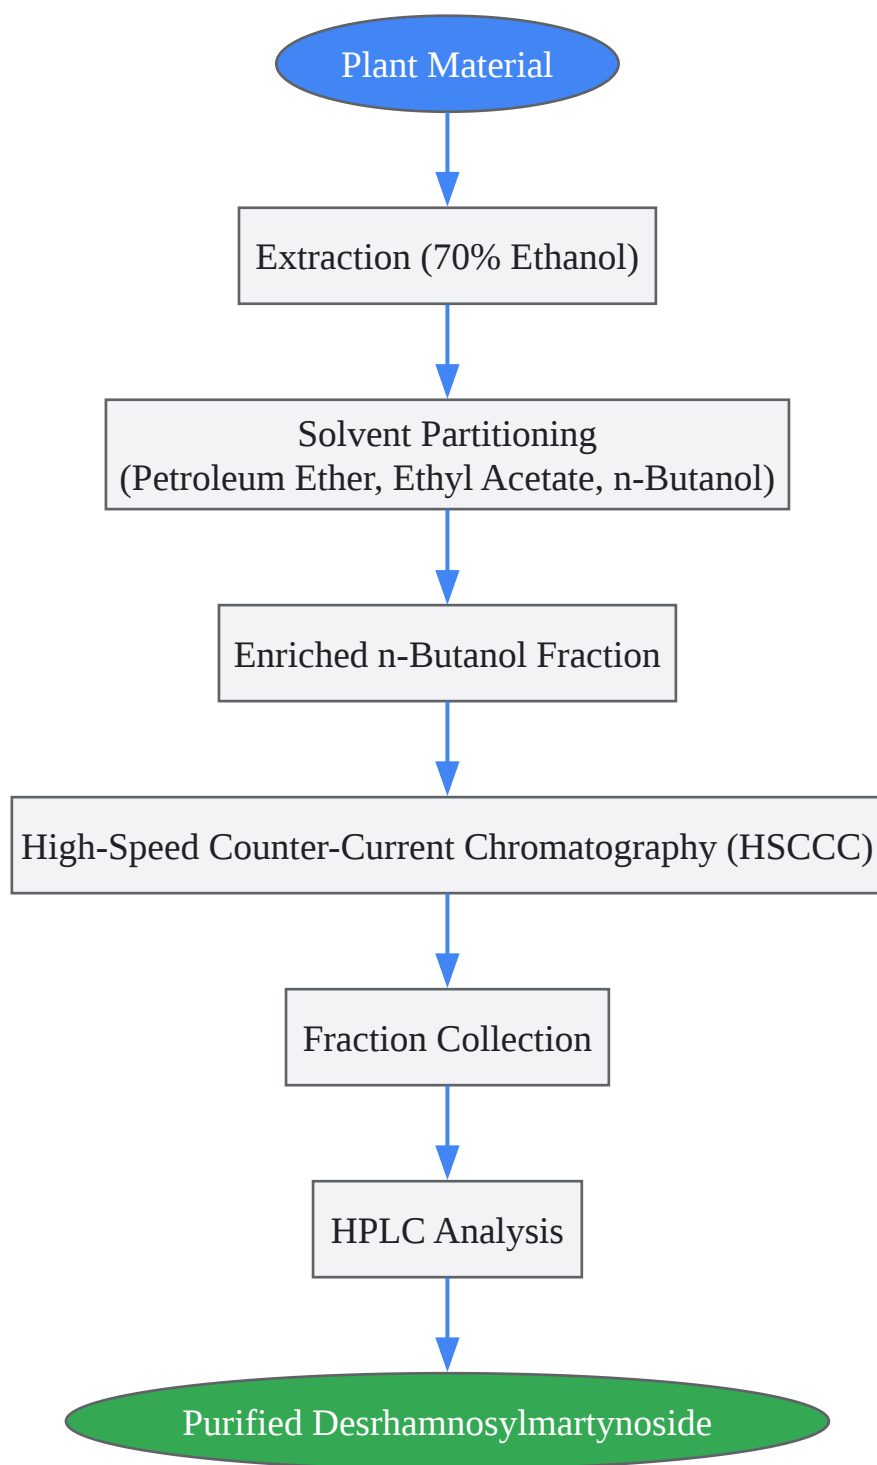 Plant Material
Extraction (70% Ethanol)
Solvent Partitioning
(Petroleum Ether, Ethyl Acetate, n-Butanol)
Enriched n-Butanol Fraction
High-Speed Counter-Current Chromatography (HSCCC)
Fraction Collection
HPLC Analysis
Purified Desrhamnosylmartynoside